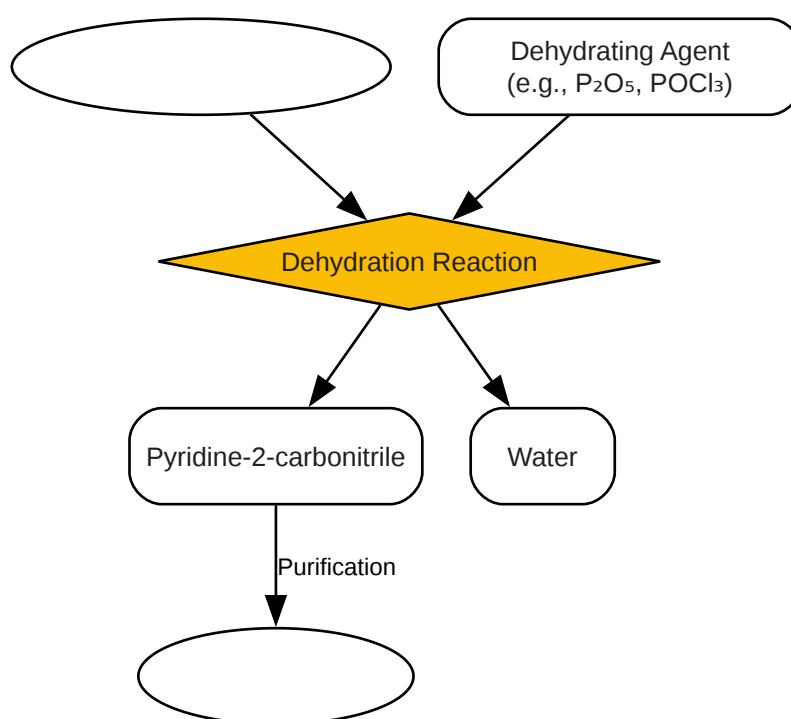 Dehydrating Agent
(e.g., P₂O₅, POCl₃)
Dehydration Reaction
Pyridine-2-carbonitrile
Water
Purification